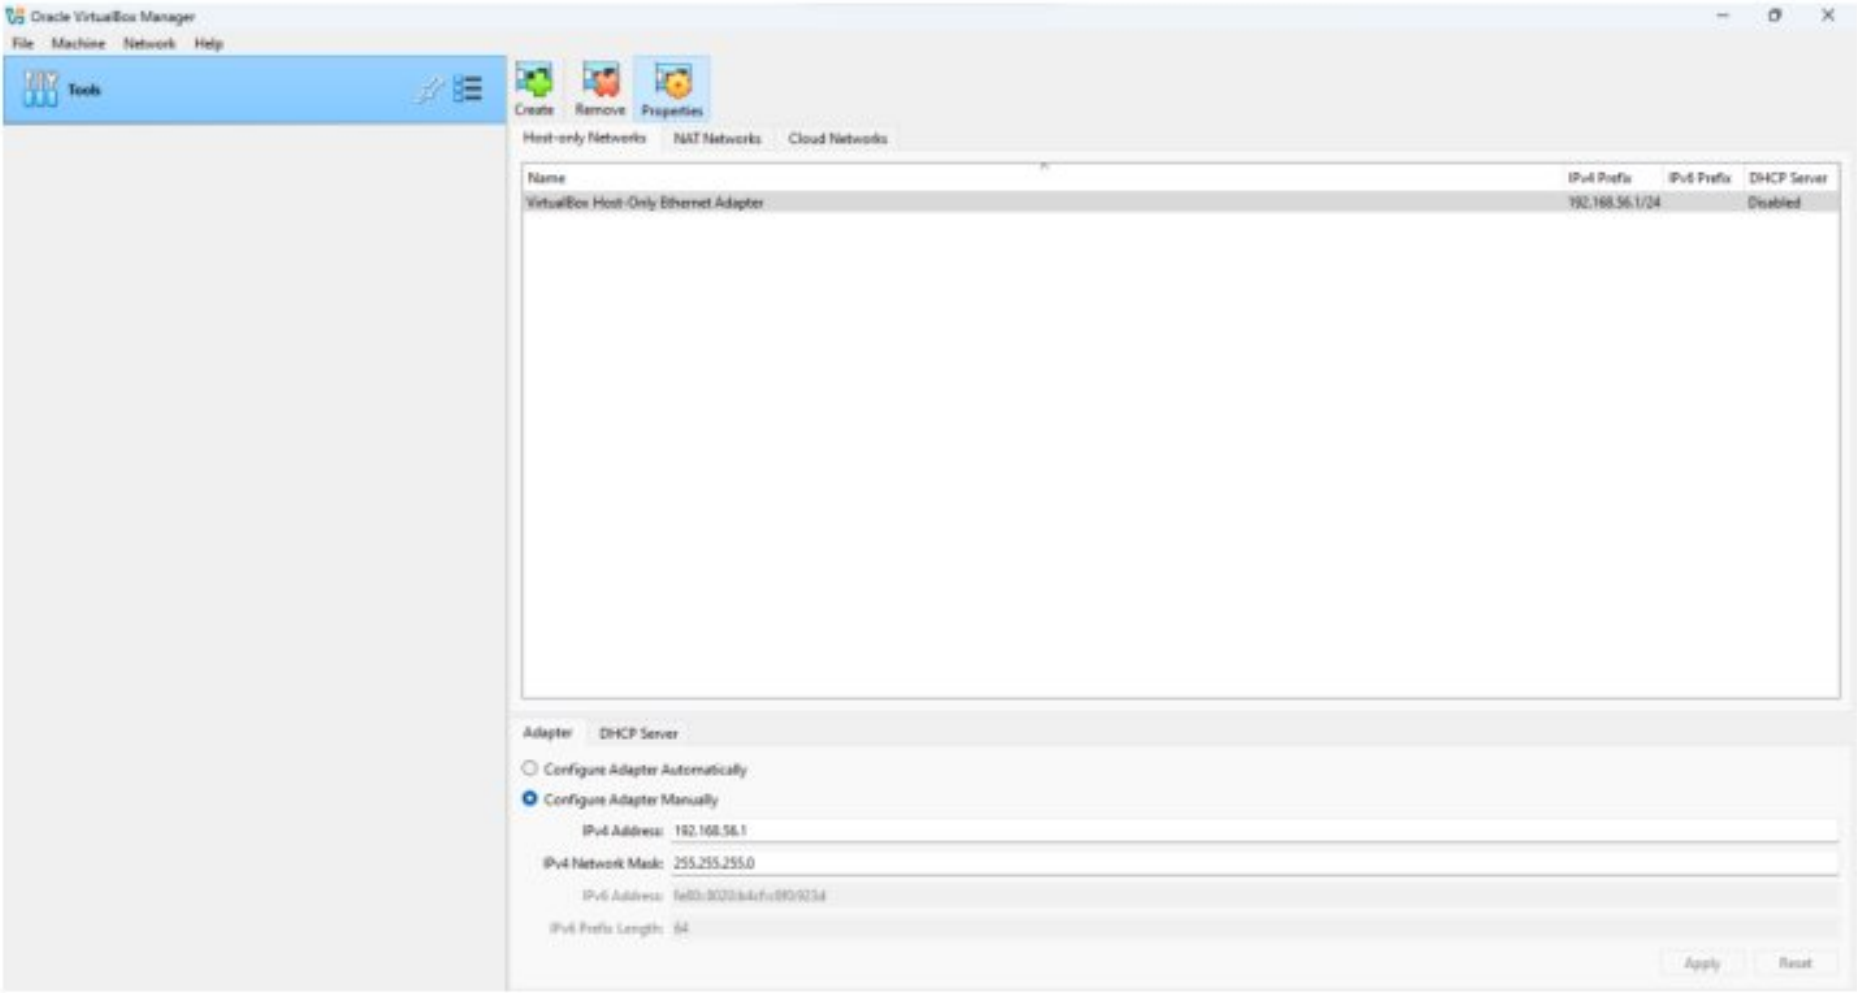 Oracle VirtualBox Manager
File Machine Network Help
Tools
Create Remove Properties
Host-only Networks NAT Networks Cloud Networks
Name IPv4 Prefix IPv6 Prefix DHCP Server
VirtualBox Host-Only Ethernet Adapter 192.168.56.1/24 Disabled
Adapter DHCP Server
Configure Adapter Automatically
Configure Adapter Manually
IPv4 Address: 192.168.56.1
IPv4 Network Mask: 255.255.255.0
IPv6 Address:
IPv6 Prefix Length: 64
Apply Reset